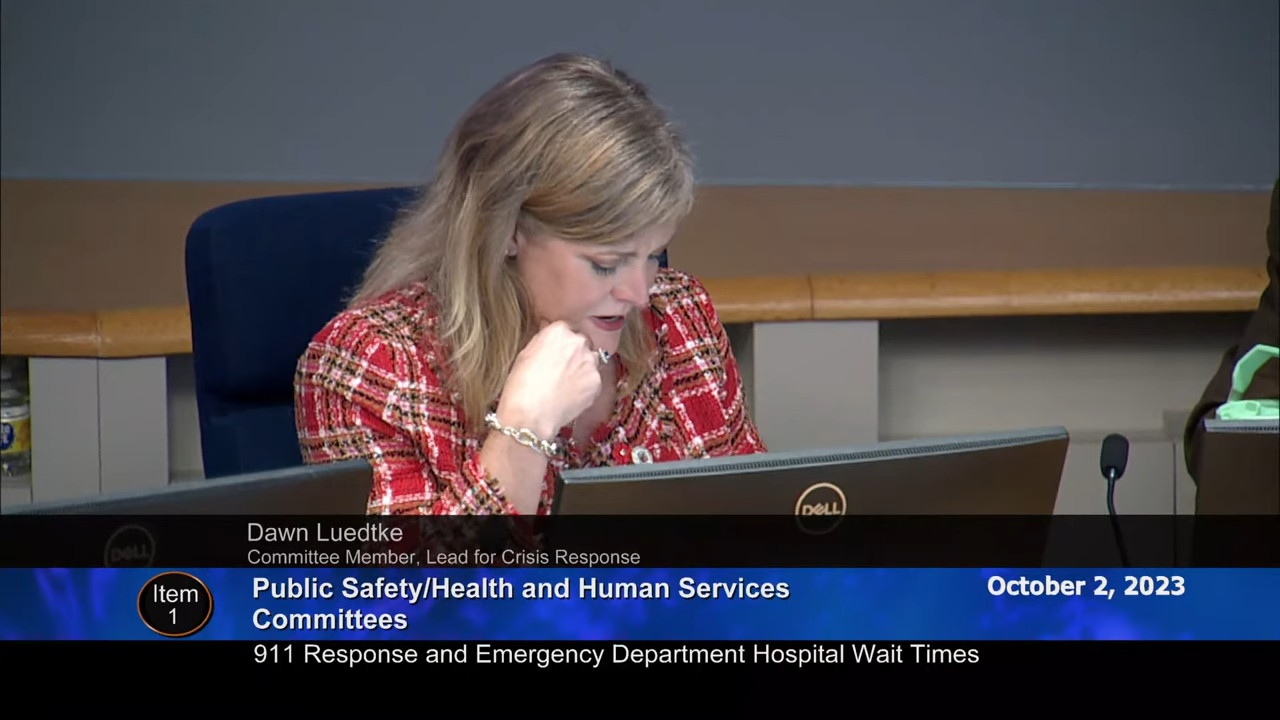 DELL
DELL
Dawn Luedtke
Committee Member, Lead for Crisis Response
Item
1
Public Safety/Health and Human Services
Committees
October 2, 2023
911 Response and Emergency Department Hospital Wait Times